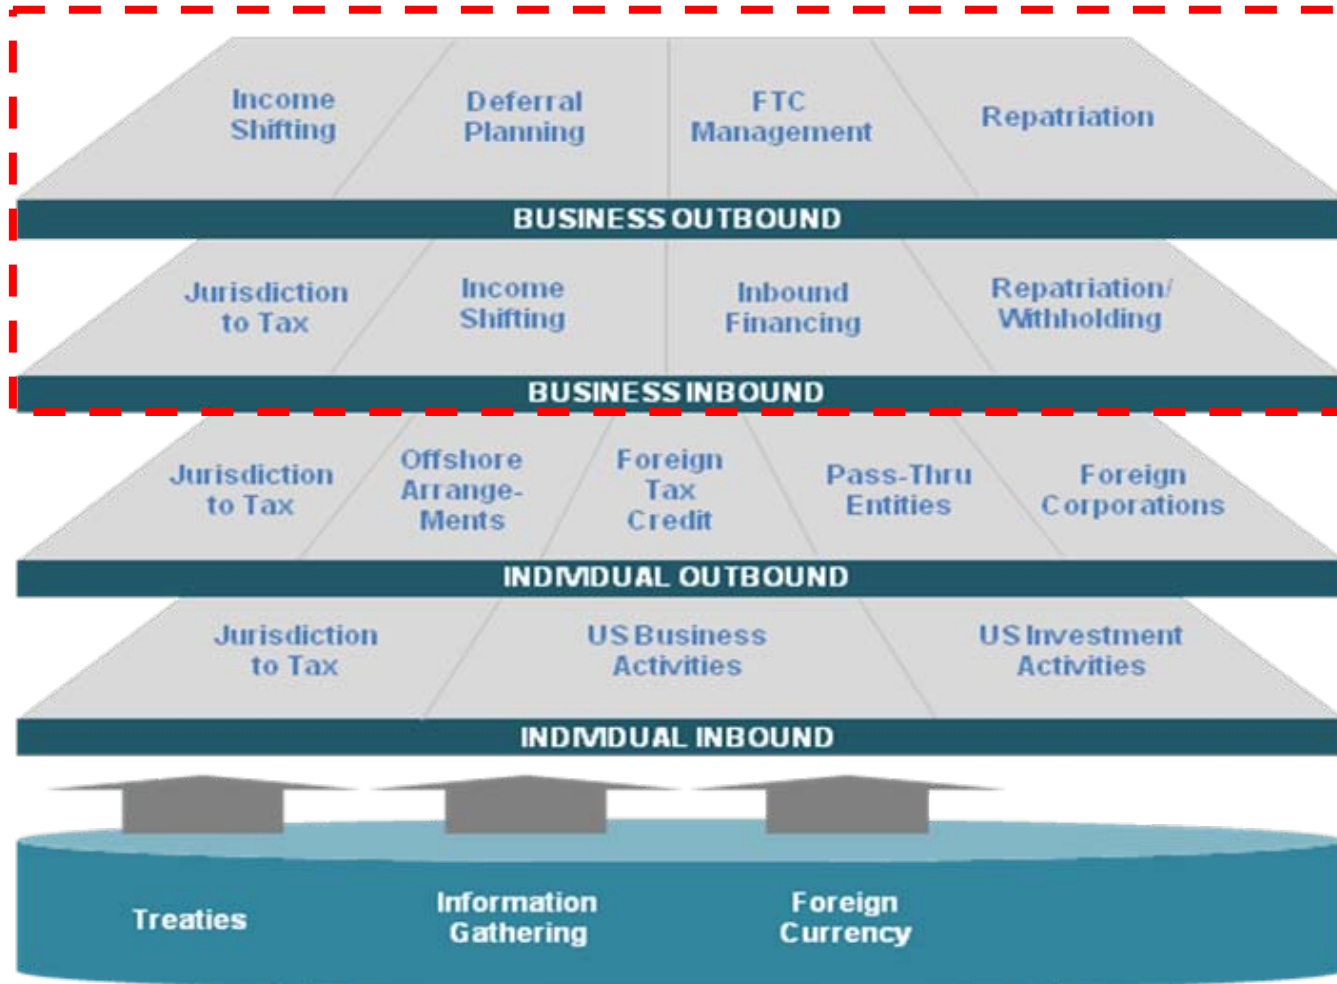 Income
Shifting
Deferral
Planning
FTC
Management
Repatriation
BUSINESS OUTBOUND
Jurisdiction
to Tax
Income
Shifting
Inbound
Financing
Repatriation/
Withholding
BUSINESS INBOUND
Jurisdiction
to Tax
Offshore
Arrange-
Ments
Foreign
Tax
Credit
Pass-Thru
Entities
Foreign
Corporations
INDIVIDUAL OUTBOUND
Jurisdiction
to Tax
US Business
Activities
US Investment
Activities
INDIVIDUAL INBOUND
Treaties
Information
Gathering
Foreign
Currency